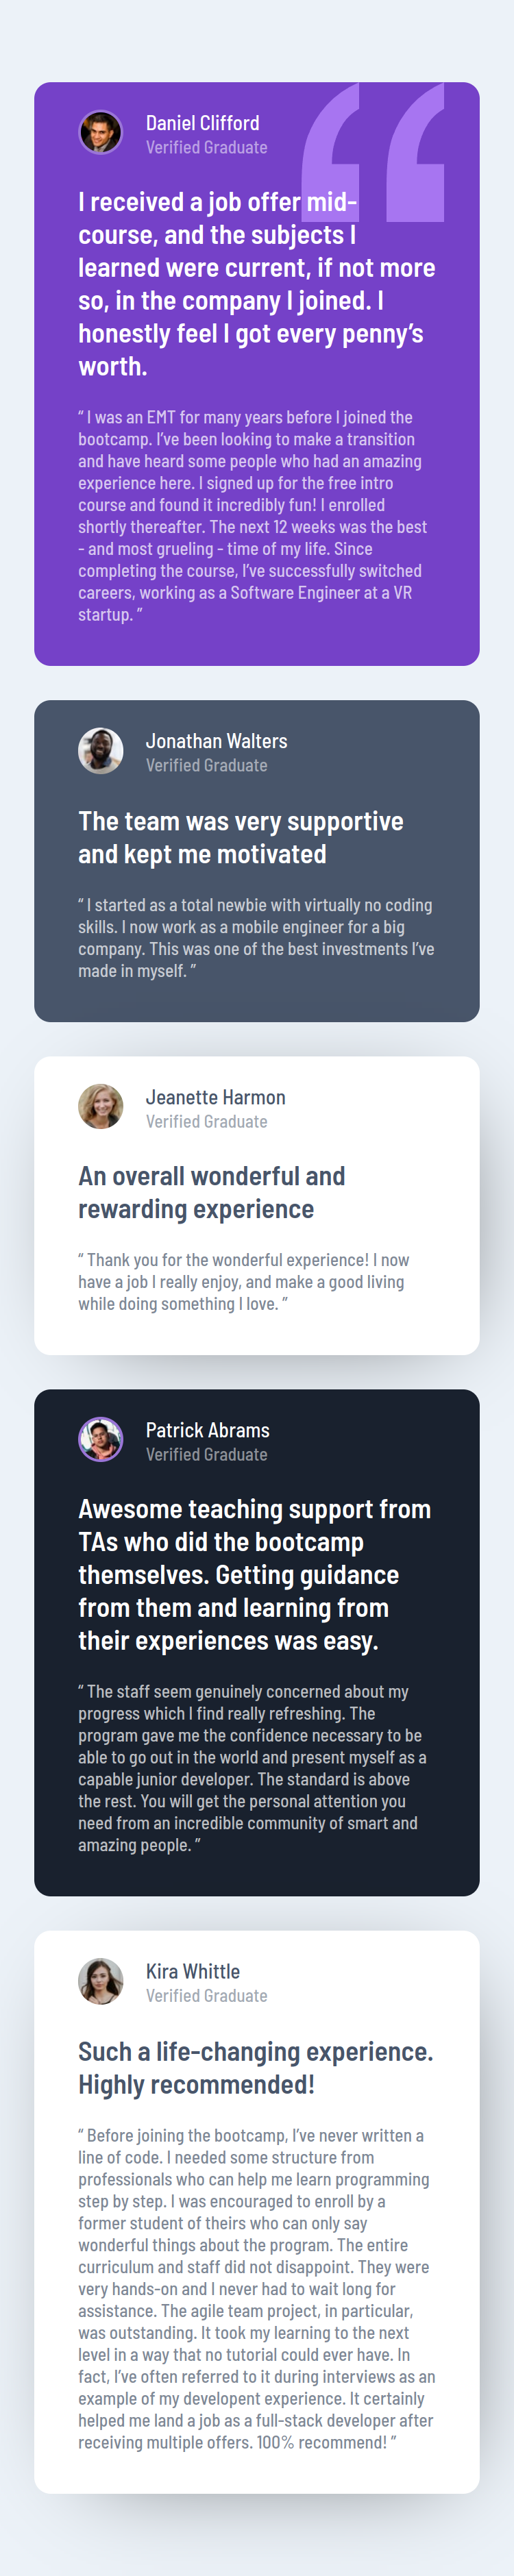 Daniel Clifford
Verified Graduate
I received a job offer mid-
course, and the subjects I
learned were current, if not more
so, in the company I joined. I
honestly feel I got every penny’s
worth.
“ I was an EMT for many years before I joined the
bootcamp. I’ve been looking to make a transition
and have heard some people who had an amazing
experience here. I signed up for the free intro
course and found it incredibly fun! I enrolled
shortly thereafter. The next 12 weeks was the best
- and most grueling - time of my life. Since
completing the course, I’ve successfully switched
careers, working as a Software Engineer at a VR
startup. ”
Jonathan Walters
Verified Graduate
The team was very supportive
and kept me motivated
“ I started as a total newbie with virtually no coding
skills. I now work as a mobile engineer for a big
company. This was one of the best investments I’ve
made in myself. ”
Jeanette Harmon
Verified Graduate
An overall wonderful and
rewarding experience
“ Thank you for the wonderful experience! I now
have a job I really enjoy, and make a good living
while doing something I love. ”
Patrick Abrams
Verified Graduate
Awesome teaching support from
TAs who did the bootcamp
themselves. Getting guidance
from them and learning from
their experiences was easy.
“ The staff seem genuinely concerned about my
progress which I find really refreshing. The
program gave me the confidence necessary to be
able to go out in the world and present myself as a
capable junior developer. The standard is above
the rest. You will get the personal attention you
need from an incredible community of smart and
amazing people. ”
Kira Whittle
Verified Graduate
Such a life-changing experience.
Highly recommended!
“ Before joining the bootcamp, I’ve never written a
line of code. I needed some structure from
professionals who can help me learn programming
step by step. I was encouraged to enroll by a
former student of theirs who can only say
wonderful things about the program. The entire
curriculum and staff did not disappoint. They were
very hands-on and I never had to wait long for
assistance. The agile team project, in particular,
was outstanding. It took my learning to the next
level in a way that no tutorial could ever have. In
fact, I’ve often referred to it during interviews as an
example of my developent experience. It certainly
helped me land a job as a full-stack developer after
receiving multiple offers. 100% recommend! ”